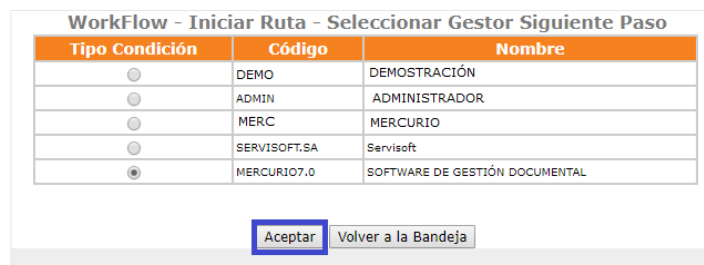 WorkFlow - Iniciar Ruta - Seleccionar Gestor Siguiente Paso
Tipo Condición Código Nombre
DEMO DEMOSTRACIÓN
ADMIN ADMINISTRADOR
MERC MERCURIO
SERVISOFT.SA Servisoft
MERCURIO7.0 SOFTWARE DE GESTIÓN DOCUMENTAL
Aceptar Volver a la Bandeja